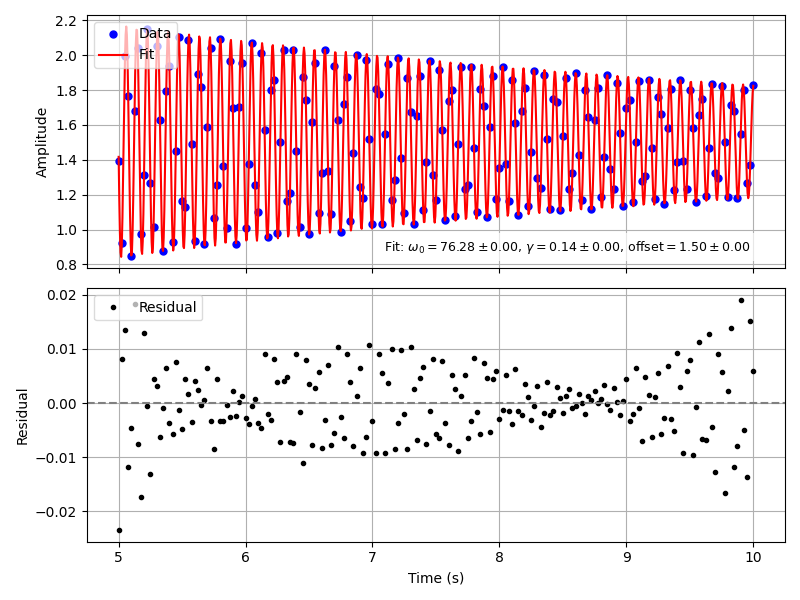 2.2
2.0
1.8
1.6
1.4
1.2
1.0
0.8
Amplitude
Data
Fit
Fit: ω₀ = 76.28 ± 0.00, γ = 0.14 ± 0.00, offset = 1.50 ± 0.00
0.02
0.01
0.00
−0.01
−0.02
Residual
Residual
5 6 7 8 9 10
Time (s)